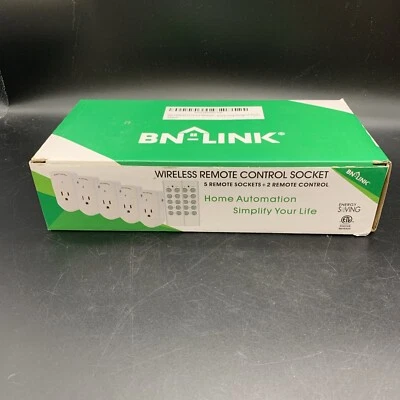 BN-LINK®
WIRELESS REMOTE CONTROL SOCKET
5 REMOTE SOCKETS + 2 REMOTE CONTROL
Home Automation
Simplify Your Life
BN-LINK
ENERGY
SAVING